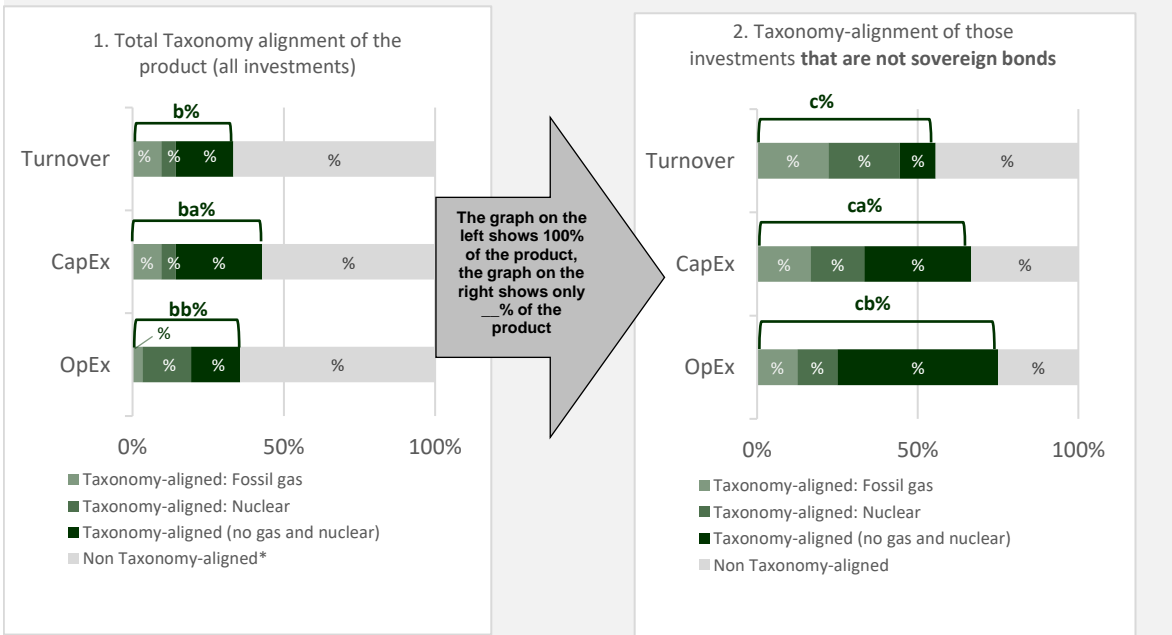 1. Total Taxonomy alignment of the
product (all investments)
b%
Turnover
% % % %
ba%
CapEx
% % % %
bb%
%
OpEx
% % %
0% 50% 100%
Taxonomy-aligned: Fossil gas
Taxonomy-aligned: Nuclear
Taxonomy-aligned (no gas and nuclear)
Non Taxonomy-aligned*
The graph on the
left shows 100%
of the product,
the graph on the
right shows only
__% of the
product
2. Taxonomy-alignment of those
investments that are not sovereign bonds
c%
Turnover
% % % %
ca%
CapEx
% % % %
cb%
OpEx
% % % %
0% 50% 100%
Taxonomy-aligned: Fossil gas
Taxonomy-aligned: Nuclear
Taxonomy-aligned (no gas and nuclear)
Non Taxonomy-aligned